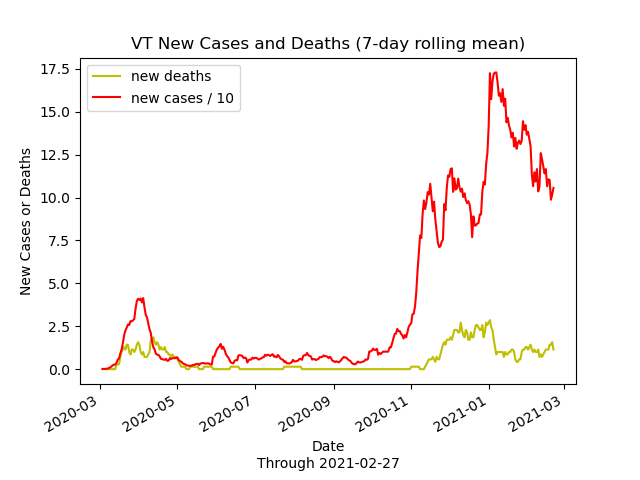 VT New Cases and Deaths (7-day rolling mean)
new deaths
new cases / 10
17.5
15.0
12.5
10.0
7.5
5.0
2.5
0.0
New Cases or Deaths
2020-03
2020-05
2020-07
2020-09
2020-11
2021-01
2021-03
Date
Through 2021-02-27